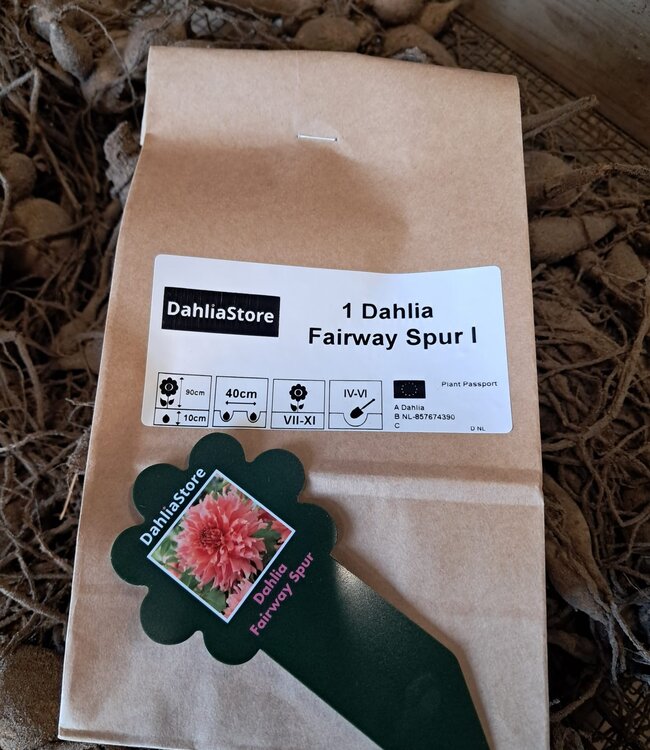 DahliaStore
1 Dahlia
Fairway Spur I
90cm
10cm
40cm
VII-XI
IV-VI
Plant Passport
A Dahlia
B NL-857674390
C
D NL
DahliaStore
Dahlia
Fairway Spur